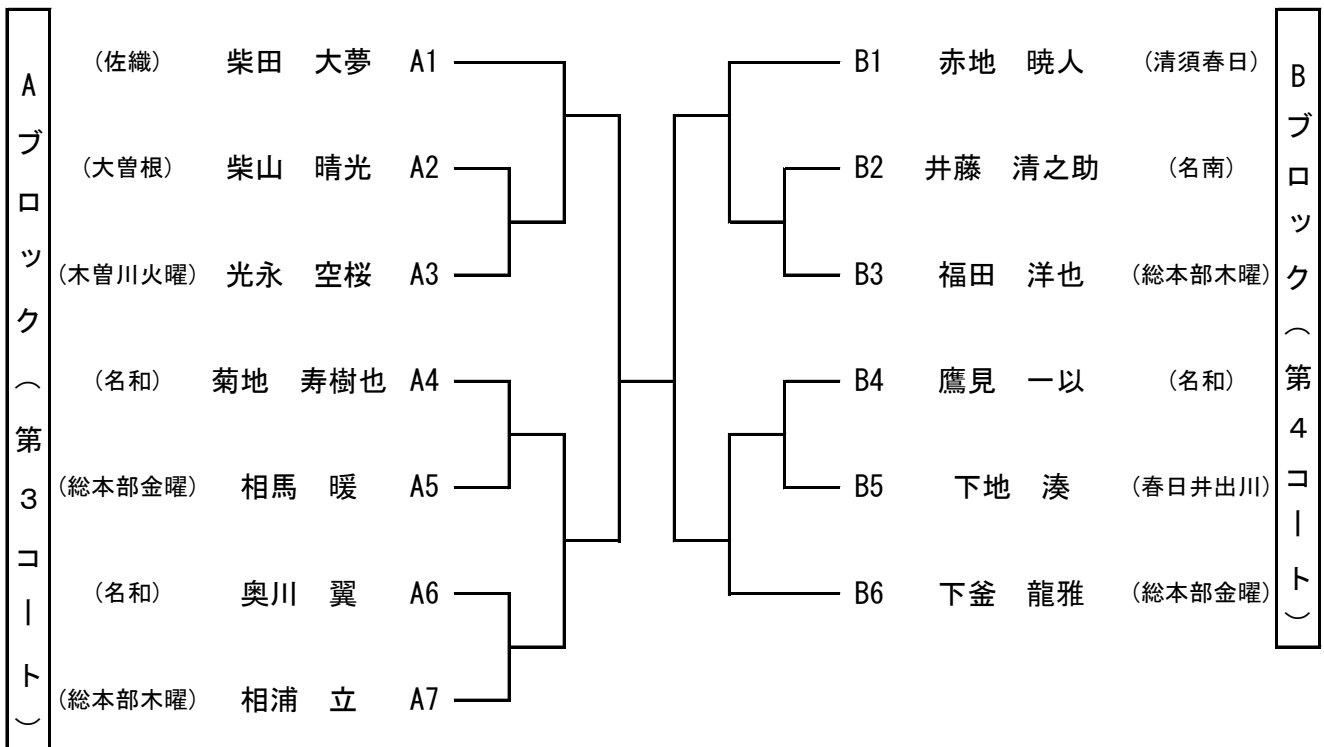 Aブロック（第3コート）
（佐織） 柴田　大夢 A1
（大曽根） 柴山　晴光 A2
（木曽川火曜） 光永　空桜 A3
（名和） 菊地　寿樹也 A4
（総本部金曜） 相馬　暖 A5
（名和） 奥川　翼 A6
（総本部木曜） 相浦　立 A7
B1 赤地　暁人 （清須春日）
B2 井藤　清之助 （名南）
B3 福田　洋也 （総本部木曜）
B4 鷹見　一以 （名和）
B5 下地　湊 （春日井出川）
B6 下釜　龍雅 （総本部金曜）
Bブロック（第4コート）